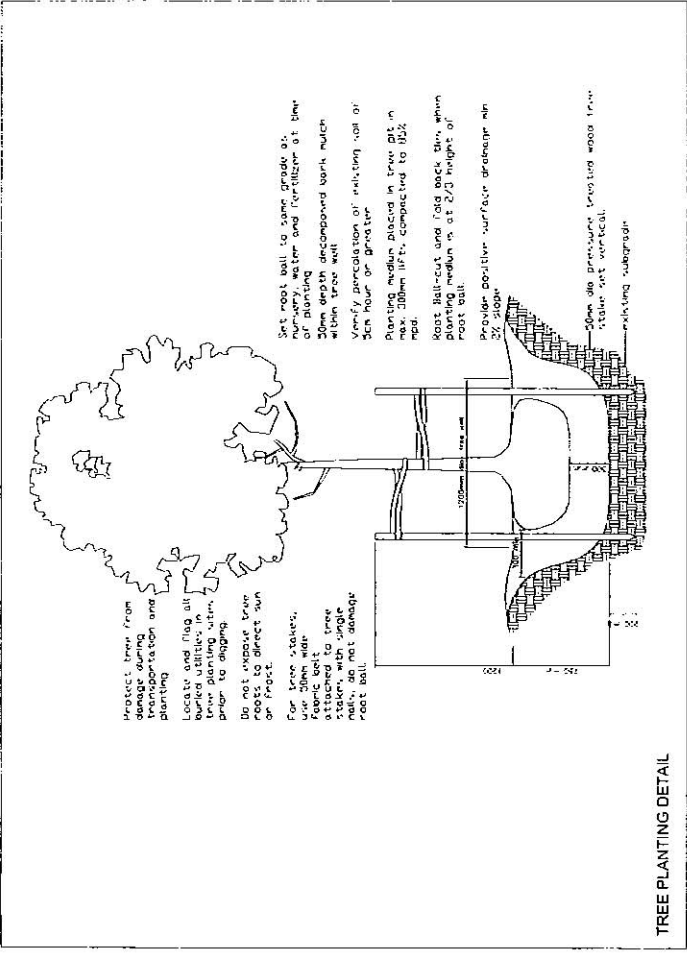 Protect tree from
damage during
transportation and
planting
Locate and flag all
buried utilities in
tree planting sites
prior to digging.
Do not expose tree
roots to direct sun
or frost.
For tree stakes,
use 50mm wide
fabric belt
attached to tree
stakes with single
nails, do not damage
root ball.
Set root ball to same grade as
nursery, water and fertilizer at time
of planting
50mm depth decomposed bark mulch
within tree well
Verify percolation of existing soil of
5cm hour or greater
Planting medium placed in tree pit in
max. 300mm lifts compacted to 85%
mpd.
Root Ball-cut and fold back ties when
planting medium is at 2/3 height of
root ball.
Provide positive surface drainage min
2% slope
50mm dia pressure treated wood tree
stake set vertical.
existing subgrade
1200mm dia tree well
100 min
TREE PLANTING DETAIL